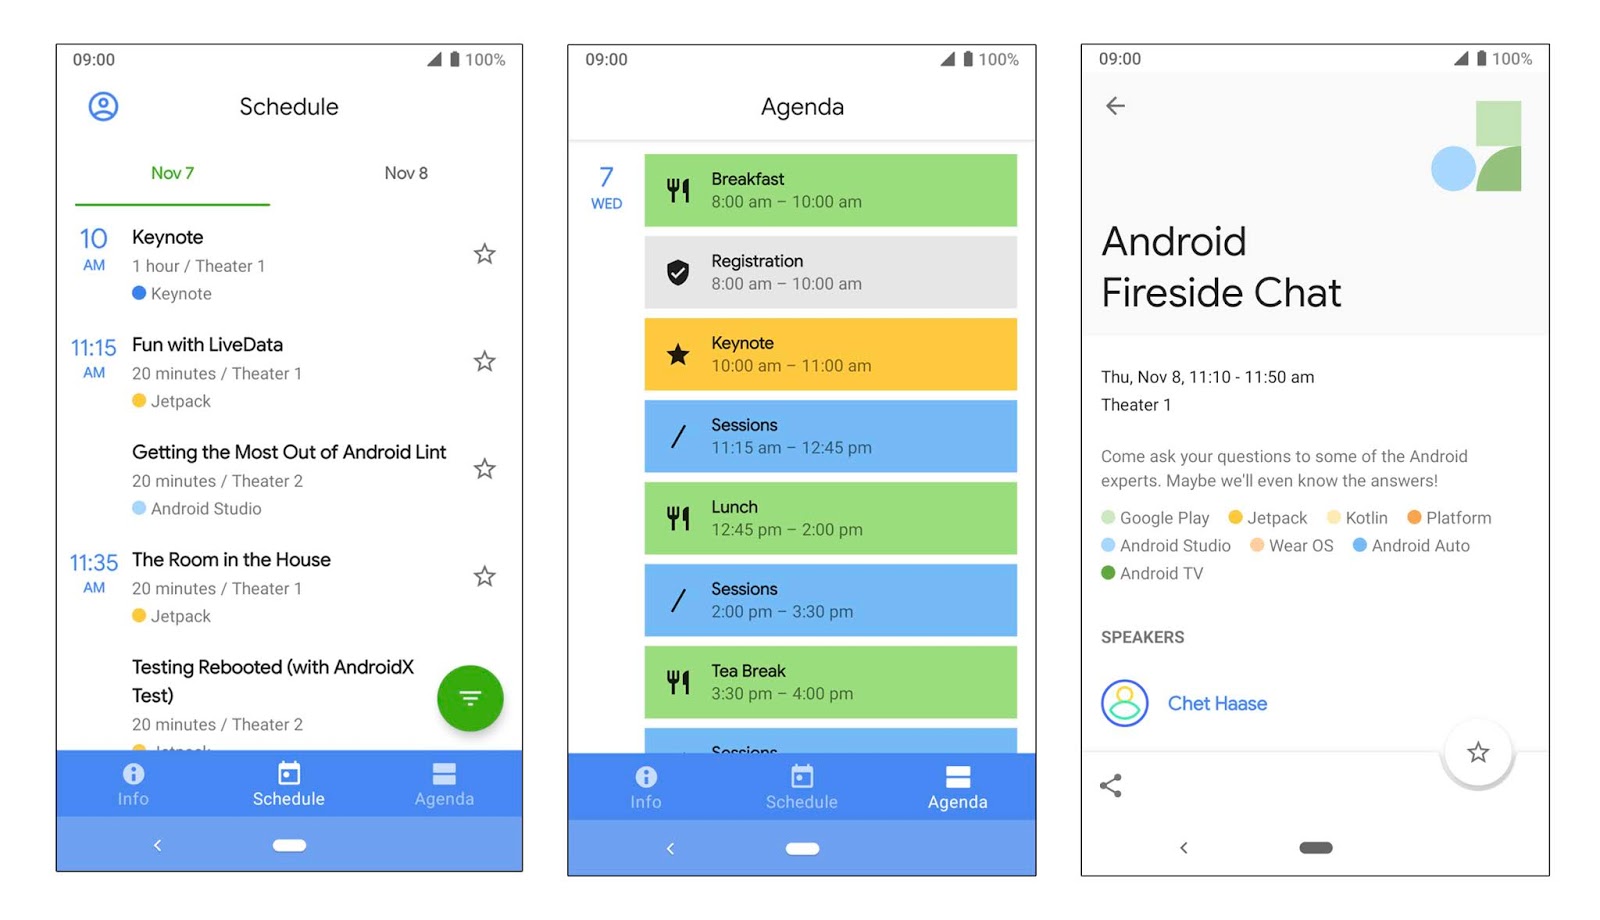 09:00 100%
Schedule
Nov 7 Nov 8
10 AM
Keynote
1 hour / Theater 1
Keynote
11:15 AM
Fun with LiveData
20 minutes / Theater 1
Jetpack
Getting the Most Out of Android Lint
20 minutes / Theater 2
Android Studio
11:35 AM
The Room in the House
20 minutes / Theater 1
Jetpack
Testing Rebooted (with AndroidX
Test)
20 minutes / Theater 2
Jetpack
Info Schedule Agenda
09:00 100%
Agenda
7 WED
Breakfast
8:00 am – 10:00 am
Registration
8:00 am – 10:00 am
Keynote
10:00 am – 11:00 am
Sessions
11:15 am – 12:45 pm
Lunch
12:45 pm – 2:00 pm
Sessions
2:00 pm – 3:30 pm
Tea Break
3:30 pm – 4:00 pm
Sessions
Info Schedule Agenda
09:00 100%
Android
Fireside Chat
Thu, Nov 8, 11:10 - 11:50 am
Theater 1
Come ask your questions to some of the Android
experts. Maybe we'll even know the answers!
Google Play Jetpack Kotlin Platform
Android Studio Wear OS Android Auto
Android TV
SPEAKERS
Chet Haase